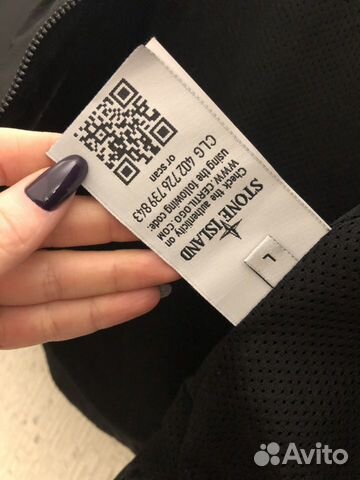 STONE ISLAND
Check the authenticity on
WWW.CERTILOGO.COM
using the following code:
CLG 402 726 739 843
or scan
L
Avito